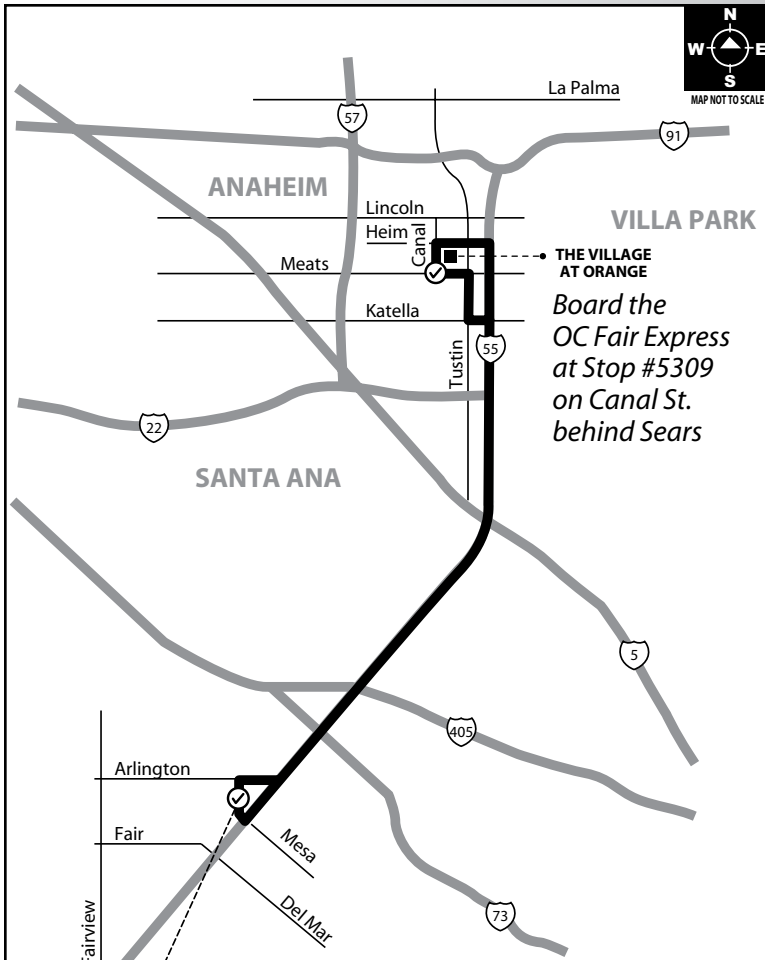 N
W E
S
MAP NOT TO SCALE
La Palma
57
91
ANAHEIM
VILLA PARK
Lincoln
Heim
Canal
THE VILLAGE
AT ORANGE
Meats
Board the
OC Fair Express
at Stop #5309
on Canal St.
behind Sears
Katella
55
Tustin
22
SANTA ANA
5
405
Arlington
Fair
Mesa
Del Mar
73